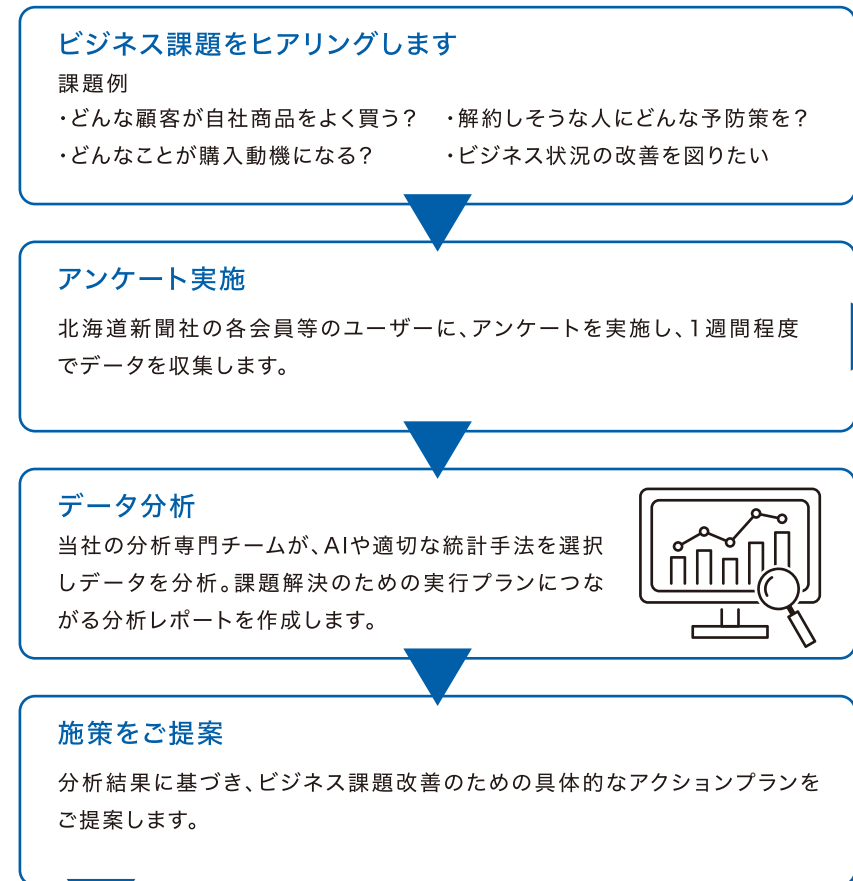 ビジネス課題をヒアリングします
課題例
・どんな顧客が自社商品をよく買う？　・解約しそうな人にどんな予防策を？
・どんなことが購入動機になる？　・ビジネス状況の改善を図りたい
アンケート実施
北海道新聞社の各会員等のユーザーに、アンケートを実施し、1週間程度
でデータを収集します。
データ分析
当社の分析専門チームが、AIや適切な統計手法を選択
しデータを分析。課題解決のための実行プランにつな
がる分析レポートを作成します。
施策をご提案
分析結果に基づき、ビジネス課題改善のための具体的なアクションプランを
ご提案します。